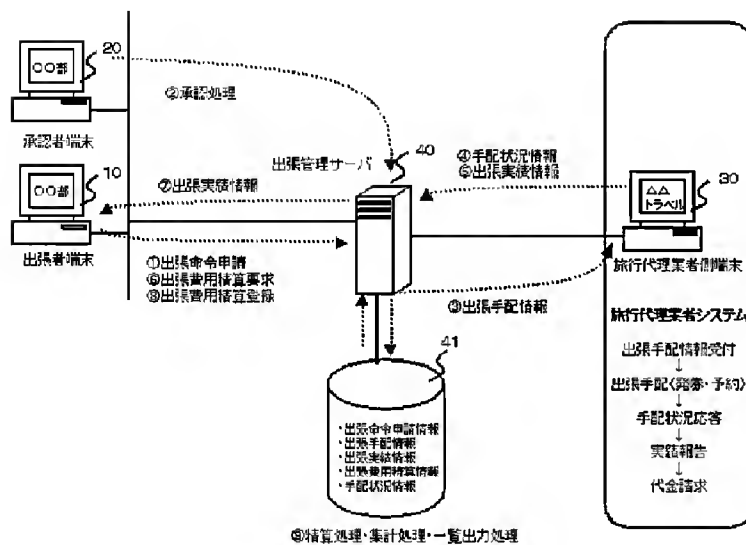 20
〇〇部
②承認処理
承認者端末
10
〇〇部
⑦出張実績情報
出張者端末
①出張命令申請
⑥出張費用精算要求
⑧出張費用精算登録
出張管理サーバ
40
④手配状況情報
⑤出張実績情報
30
△△
トラベル
旅行代理業者側端末
③出張手配情報
旅行代理業者システム
出張手配情報受付
↓
出張手配(発券・予約)
↓
手配状況応答
↓
実績報告
↓
代金請求
41
・出張命令申請情報
・出張手配情報
・出張実績情報
・出張費用精算情報
・手配状況情報
⑨精算処理・集計処理・一覧出力処理